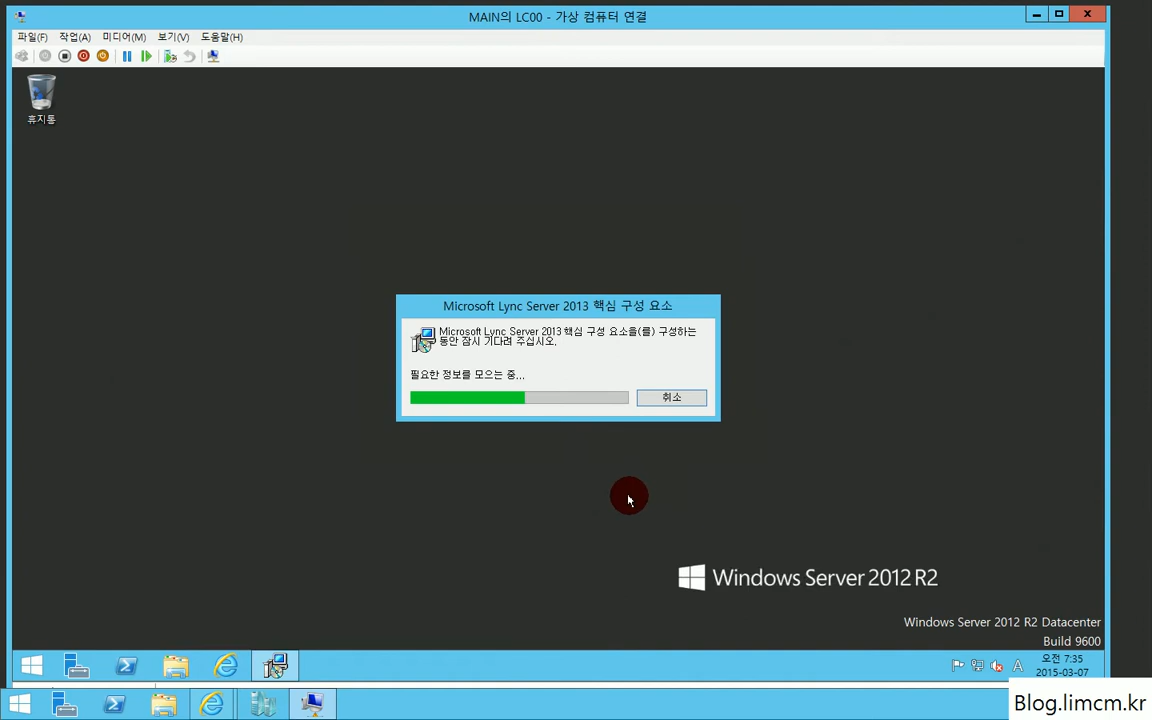 MAIN의 LC00 - 가상 컴퓨터 연결
파일(F) 작업(A) 미디어(M) 보기(V) 도움말(H)
휴지통
Microsoft Lync Server 2013 핵심 구성 요소
Microsoft Lync Server 2013 핵심 구성 요소을(를) 구성하는
동안 잠시 기다려 주십시오.
필요한 정보를 모으는 중...
취소
Windows Server 2012 R2
Windows Server 2012 R2 Datacenter
Build 9600
A
오전 7:35
2015-03-07
Blog.limcm.kr